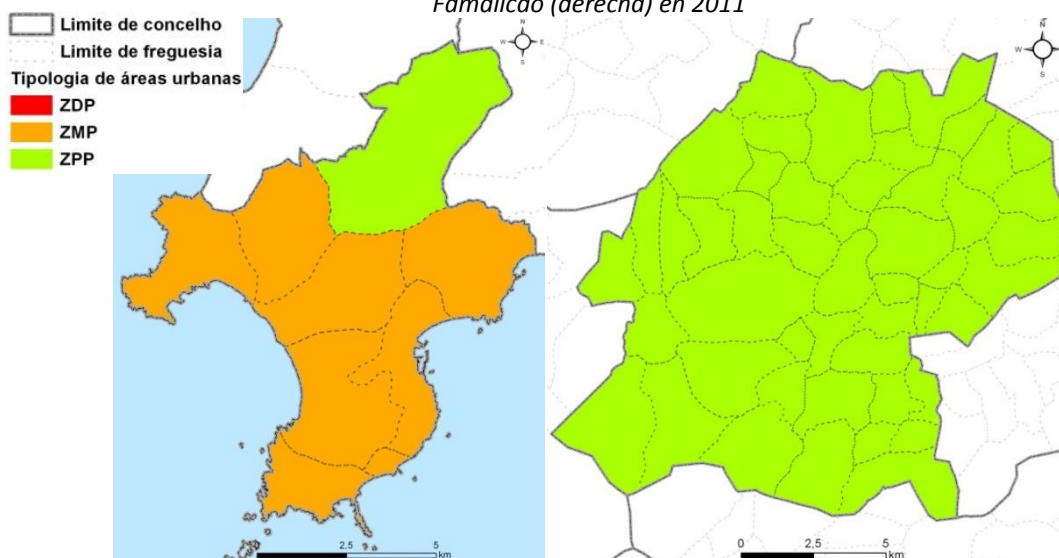 Famalicão (derecha) en 2011
Limite de concelho
Limite de freguesia
Tipologia de áreas urbanas
ZDP
ZMP
ZPP
N
W E
S
N
W E
S
2,5 5
km
0 2,5 5
km